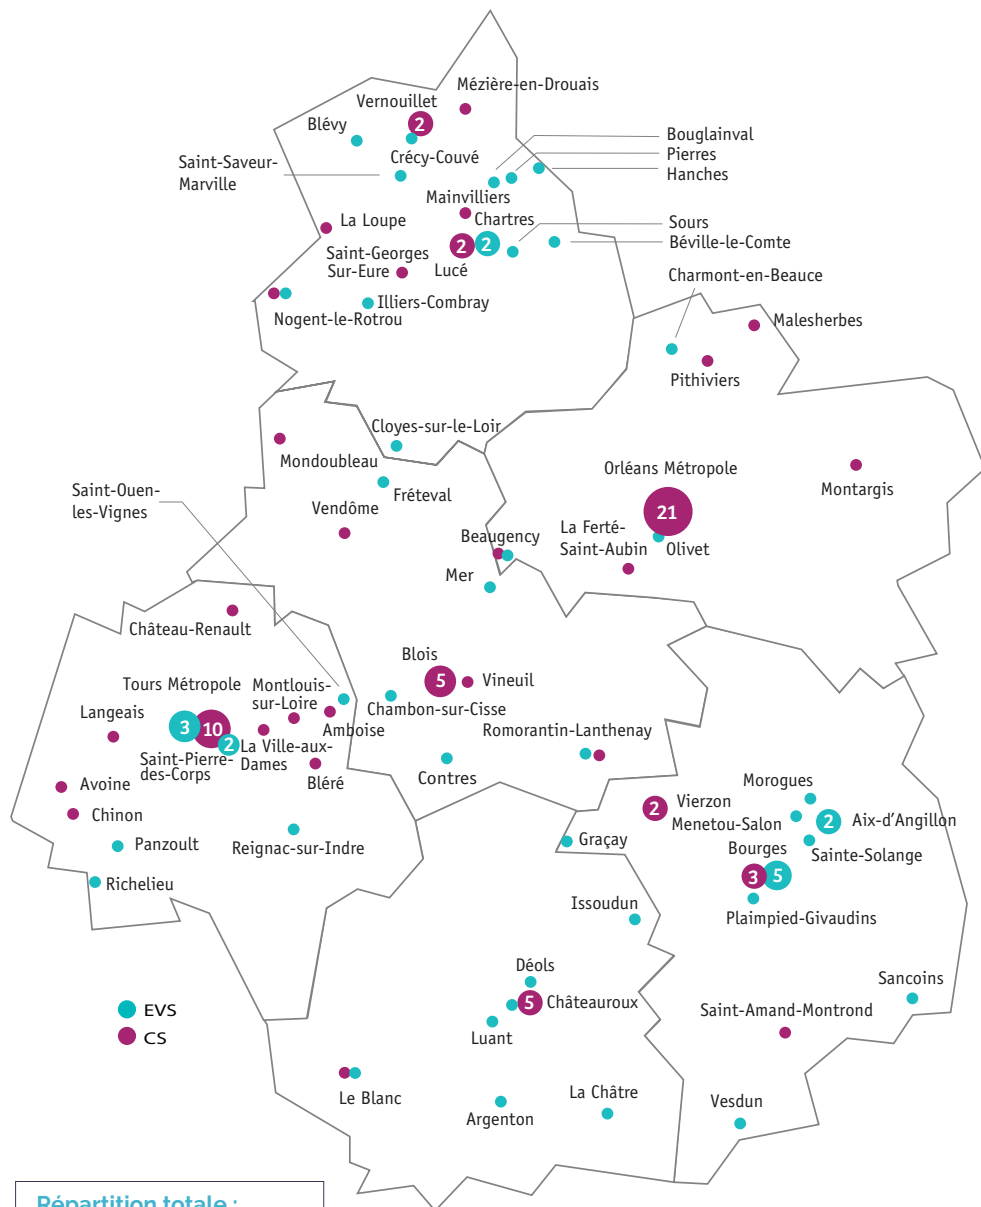 Mézière-en-Drouais
Vernouillet
2
Blévy
Crécy-Couvé
Saint-Saveur-
Marville
Bouglainval
Pierres
Hanches
Mainvilliers
Chartres
La Loupe
Sours
Béville-le-Comte
2
2
Saint-Georges
Sur-Eure
Lucé
Charmont-en-Beauce
Illiers-Combray
Nogent-le-Rotrou
Malesherbes
Pithiviers
Cloyes-sur-le-Loir
Mondoubleau
Orléans Métropole
Montargis
Saint-Ouen-
les-Vignes
Fréteval
Vendôme
21
La Ferté-
Saint-Aubin
Olivet
Beaugency
Mer
Château-Renault
Blois
5
Vineuil
Tours Métropole
Montlouis-
sur-Loire
Langeais
Chambon-sur-Cisse
Amboise
3
10
2
Romorantin-Lanthenay
Saint-Pierre-
des-Corps
La Ville-aux-
Dames
Bléré
Contres
Avoine
Chinon
Panzoult
Reignac-sur-Indre
Richelieu
Morogues
2
Vierzon
Menetou-Salon
2
Aix-d'Angillon
Graçay
Bourges
Sainte-Solange
3
5
Plaimpied-Givaudins
Issoudun
Déols
Sancoins
5
Châteauroux
Saint-Amand-Montrond
Luant
EVS
CS
Le Blanc
La Châtre
Argenton
Vesdun
Répartition totale :